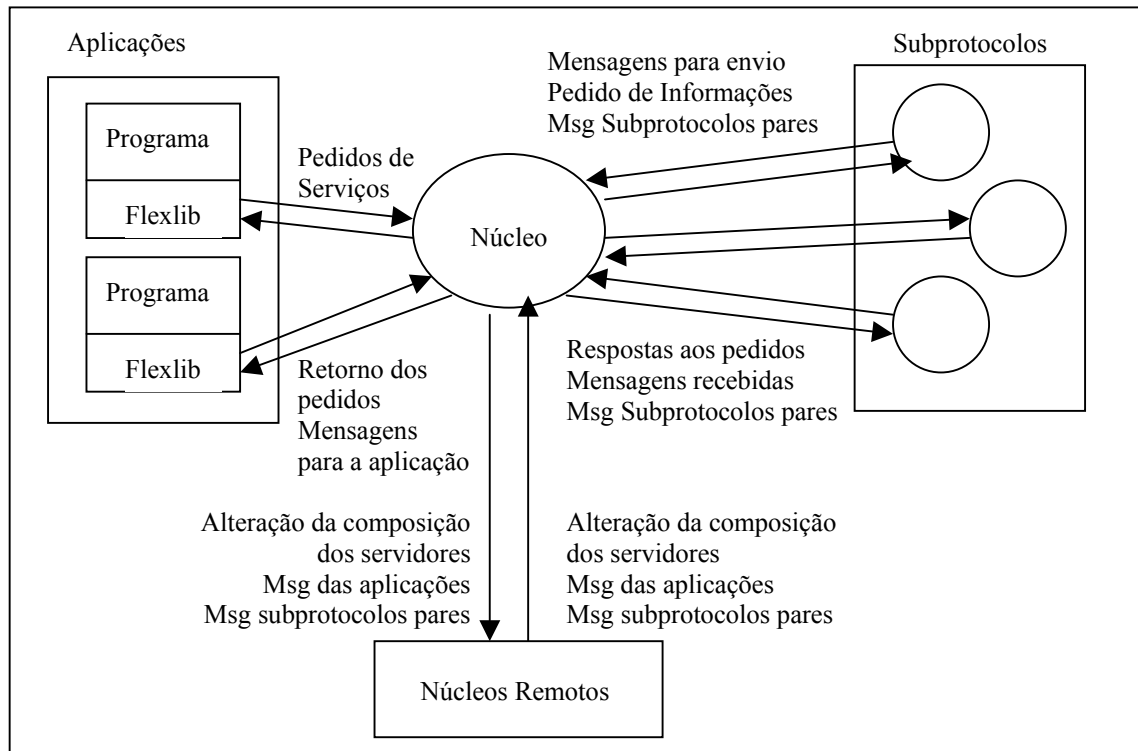 Aplicações
Subprotocolos
Mensagens para envio
Pedido de Informações
Msg Subprotocolos pares
Programa
Flexlib
Pedidos de
Serviços
Núcleo
Programa
Flexlib
Retorno dos
pedidos
Mensagens
para a aplicação
Respostas aos pedidos
Mensagens recebidas
Msg Subprotocolos pares
Alteração da composição
dos servidores
Msg das aplicações
Msg subprotocolos pares
Alteração da composição
dos servidores
Msg das aplicações
Msg subprotocolos pares
Núcleos Remotos